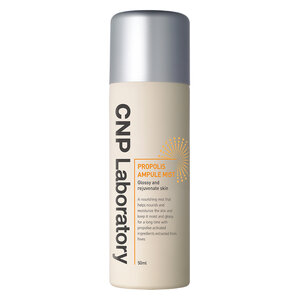 CNP Laboratory
PROPOLIS
AMPULE MIST
Glossy and
rejuvenate skin
A nourishing mist that
helps nourish and
moisturize the skin and
keep it moist and glossy
for a long time with
propolis activated
ingredients extracted from
hives.
50ml